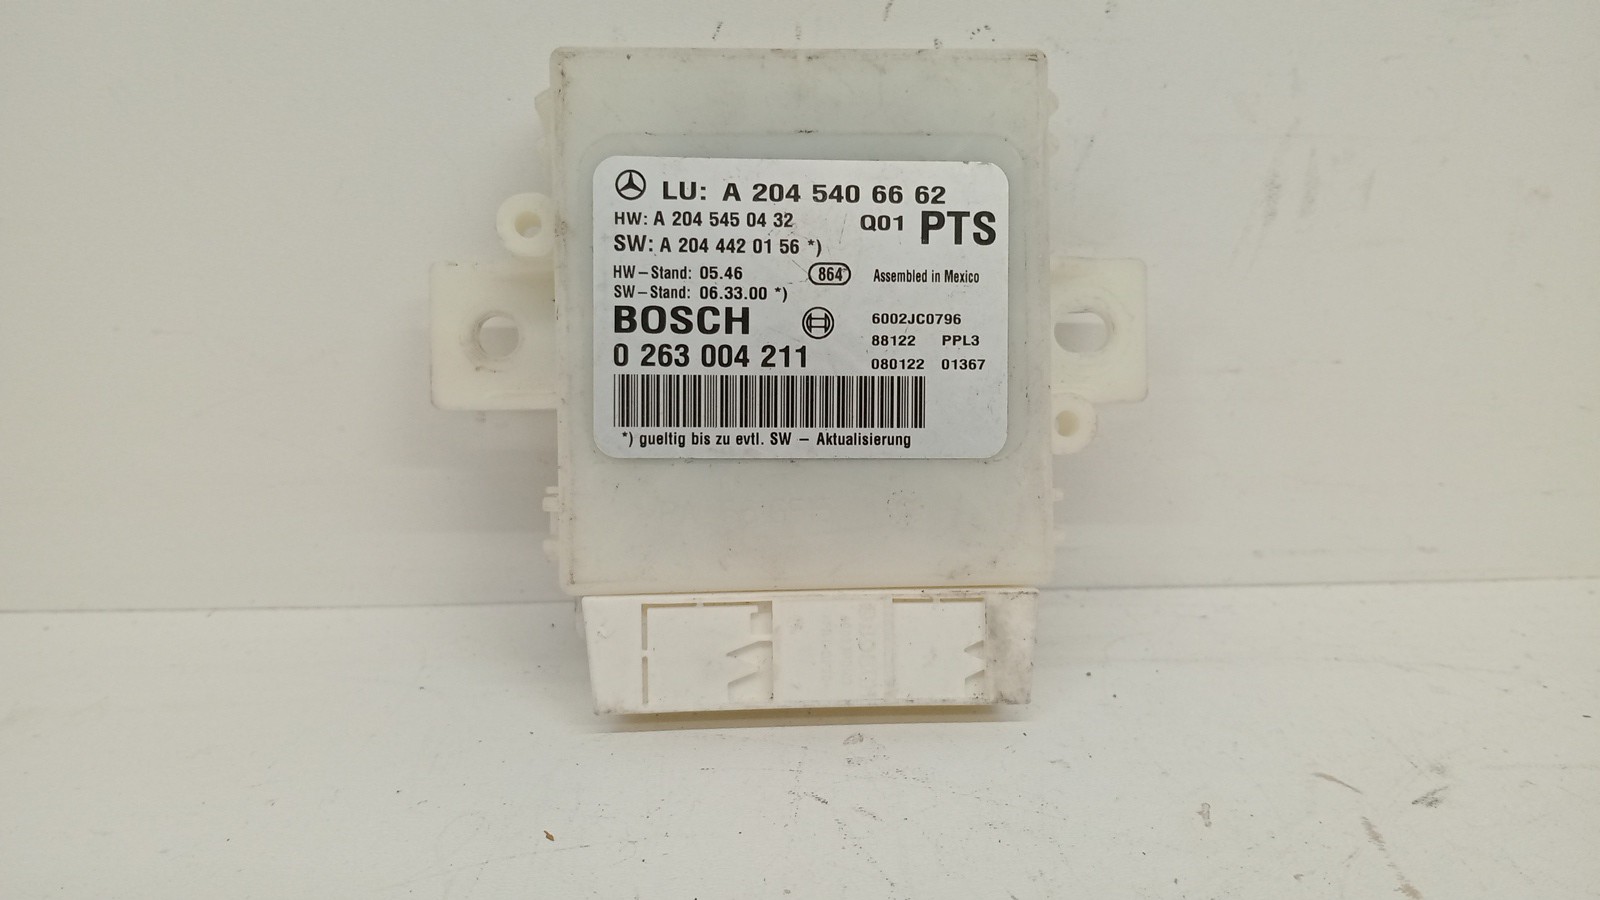 LU: A 204 540 66 62
HW: A 204 545 04 32 Q01 PTS
SW: A 204 442 01 56 *)
HW – Stand: 05.46 864 Assembled in Mexico
SW – Stand: 06.33.00 *)
BOSCH 6002JC0796
0 263 004 211 88122 PPL3
080122 01367
*) gueltig bis zu evtl. SW – Aktualisierung